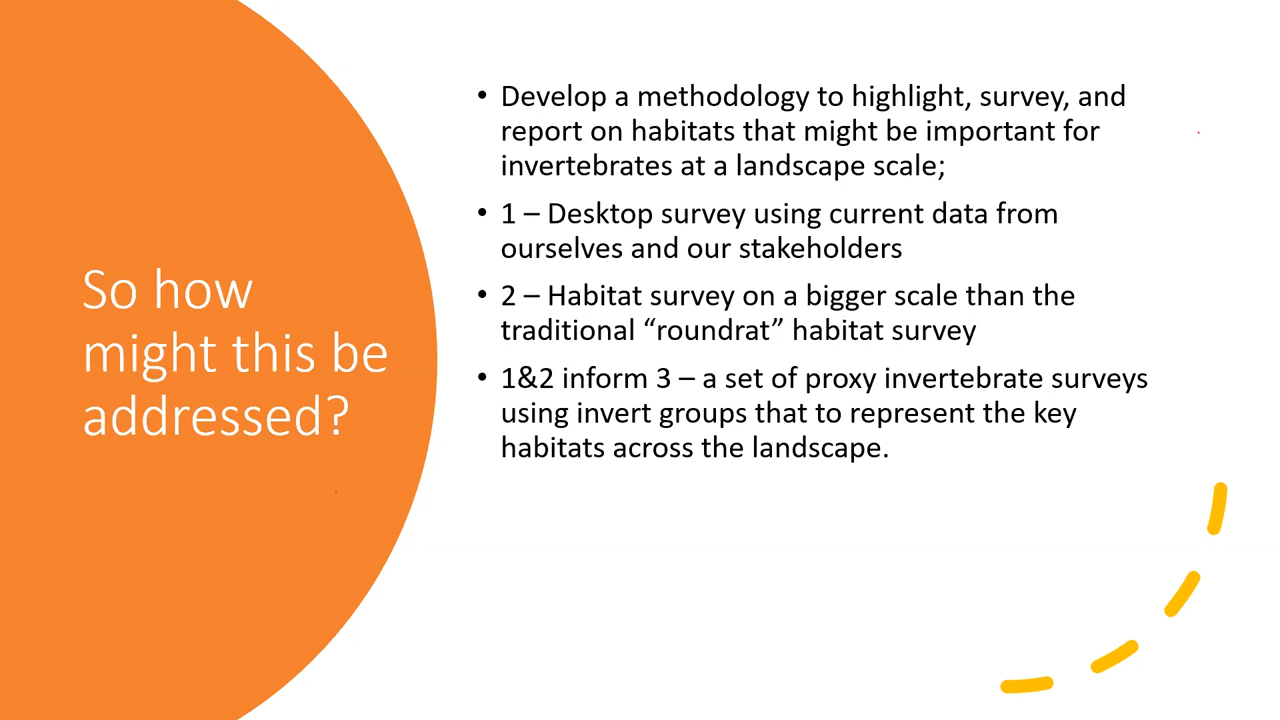 So how
might this be
addressed?
• Develop a methodology to highlight, survey, and
report on habitats that might be important for
invertebrates at a landscape scale;
• 1 – Desktop survey using current data from
ourselves and our stakeholders
• 2 – Habitat survey on a bigger scale than the
traditional “roundrat” habitat survey
• 1&2 inform 3 – a set of proxy invertebrate surveys
using invert groups that to represent the key
habitats across the landscape.